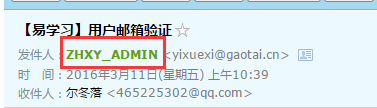 【易学习】用户邮箱验证☆
发件人：ZHXY_ADMIN <yixuexi@gaotai.cn>
时　间：2016年3月11日(星期五) 上午10:39
收件人：尔冬落 <465225302@qq.com>